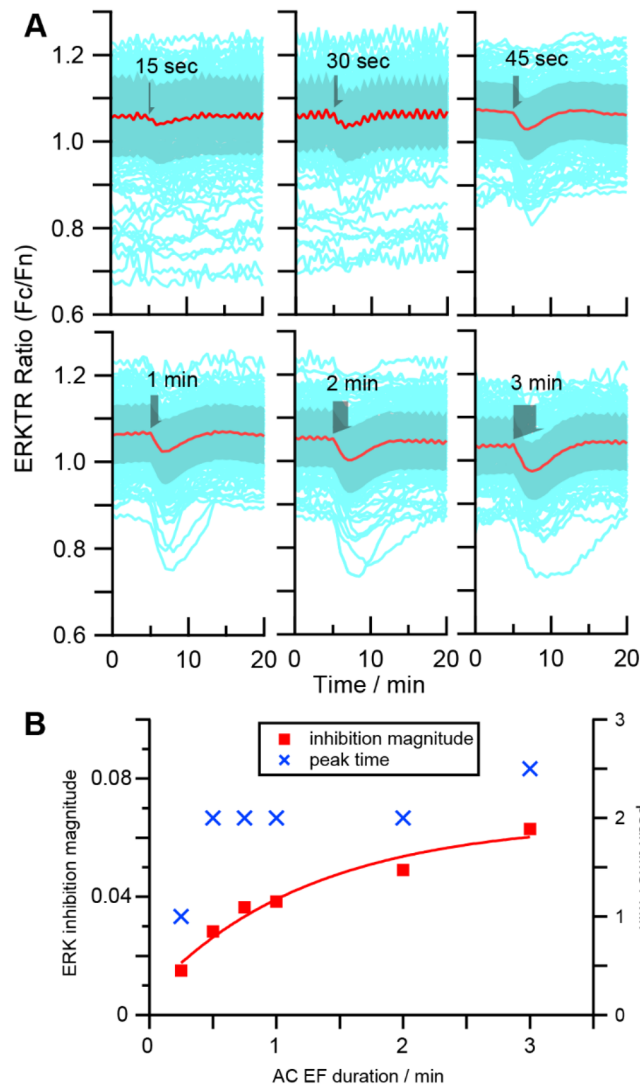 A
1.2
1.0
0.8
0.6
15 sec
30 sec
45 sec
ERKTR Ratio (Fc/Fn)
1.2
1.0
0.8
0.6
1 min
2 min
3 min
0 10 20 0 10 20 0 10 20
Time / min
B
inhibition magnitude
peak time
ERK inhibition magnitude
0.08
0.04
0
3
2
1
0
0 1 2 3
AC EF duration / min